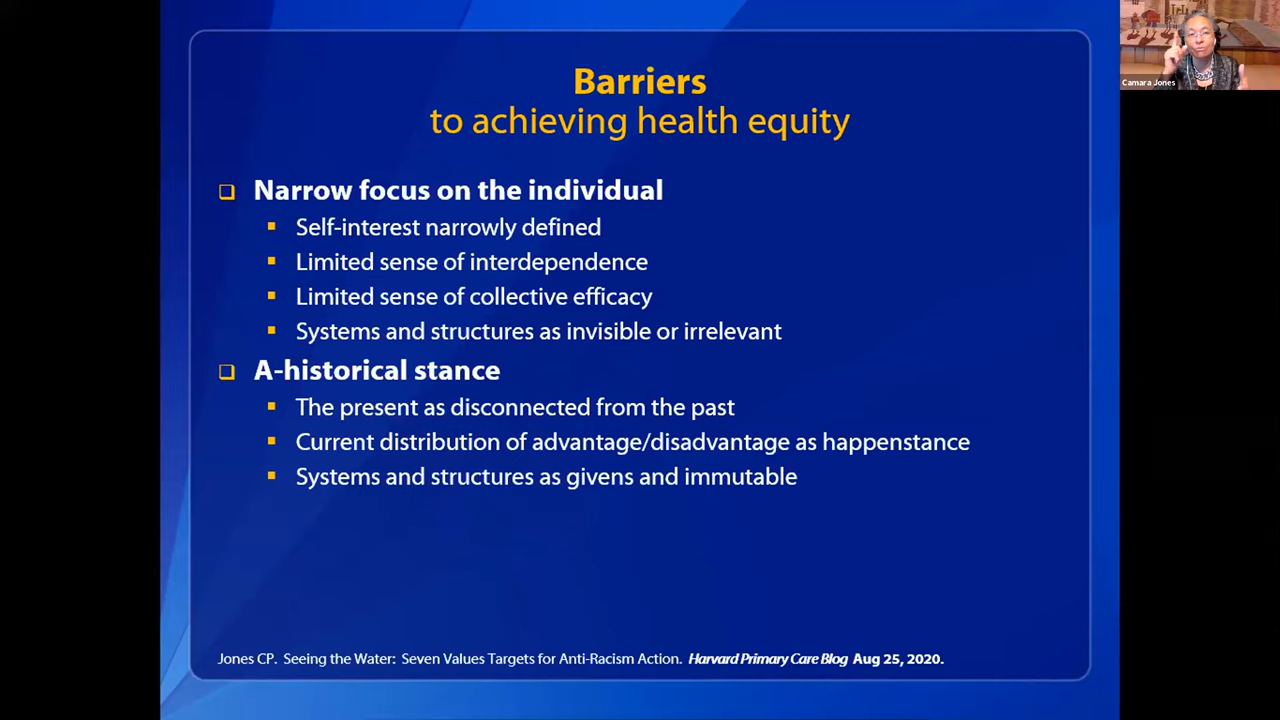 Barriers
to achieving health equity
Narrow focus on the individual
Self-interest narrowly defined
Limited sense of interdependence
Limited sense of collective efficacy
Systems and structures as invisible or irrelevant
A-historical stance
The present as disconnected from the past
Current distribution of advantage/disadvantage as happenstance
Systems and structures as givens and immutable
Jones CP. Seeing the Water: Seven Values Targets for Anti-Racism Action. Harvard Primary Care Blog Aug 25, 2020.
Camara Jones